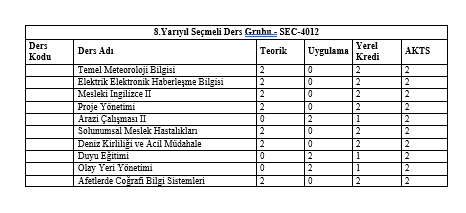 8.Yarıyıl Seçmeli Ders Grubu - SEC-4012
Ders Kodu Ders Adı Teorik Uygulama Yerel Kredi AKTS
Temel Meteoroloji Bilgisi 2 0 2 2
Elektrik Elektronik Haberleşme Bilgisi 2 0 2 2
Mesleki Ingilizce II 2 0 2 2
Proje Yönetimi 2 0 2 2
Arazi Çalışması II 0 2 1 2
Solunumsal Meslek Hastalıkları 2 0 2 2
Deniz Kirliliği ve Acil Müdahale 2 0 2 2
Duyu Eğitimi 0 2 1 2
Olay Yeri Yönetimi 0 2 1 2
Afetlerde Coğrafi Bilgi Sistemleri 2 0 2 2